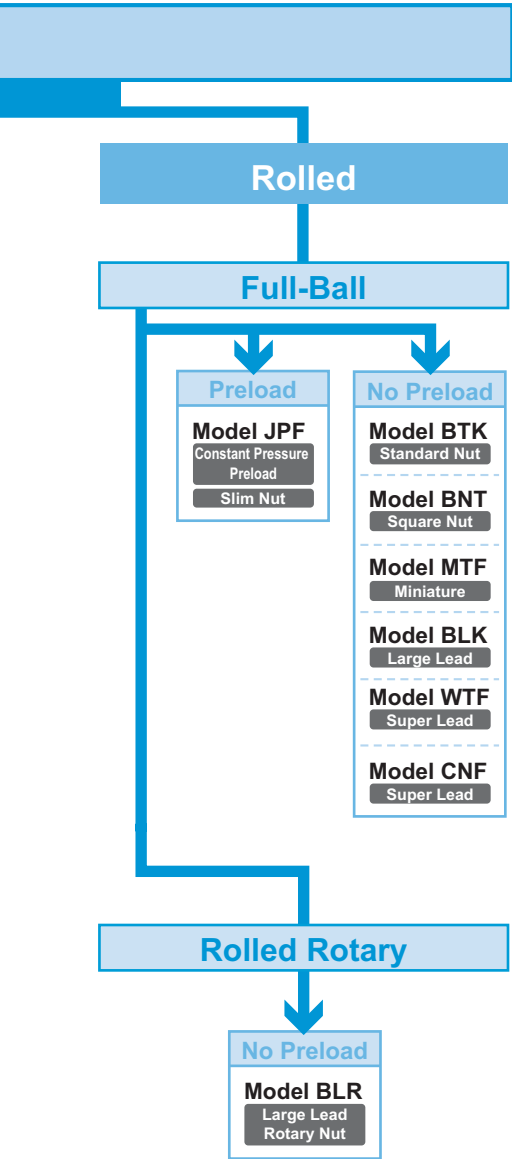 Rolled
Full-Ball
Preload
Model JPF
Constant Pressure
Preload
Slim Nut
No Preload
Model BTK
Standard Nut
Model BNT
Square Nut
Model MTF
Miniature
Model BLK
Large Lead
Model WTF
Super Lead
Model CNF
Super Lead
Rolled Rotary
No Preload
Model BLR
Large Lead
Rotary Nut